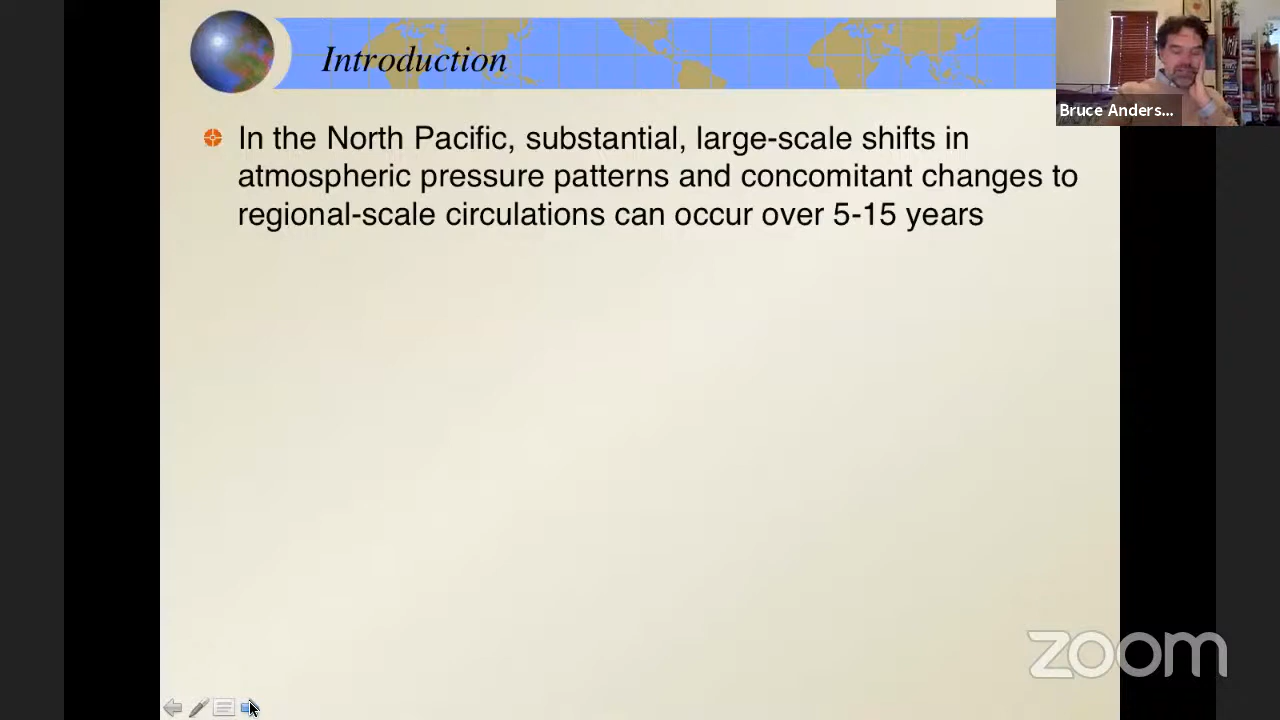 Introduction
Bruce Anders...
In the North Pacific, substantial, large-scale shifts in
atmospheric pressure patterns and concomitant changes to
regional-scale circulations can occur over 5-15 years
zoom